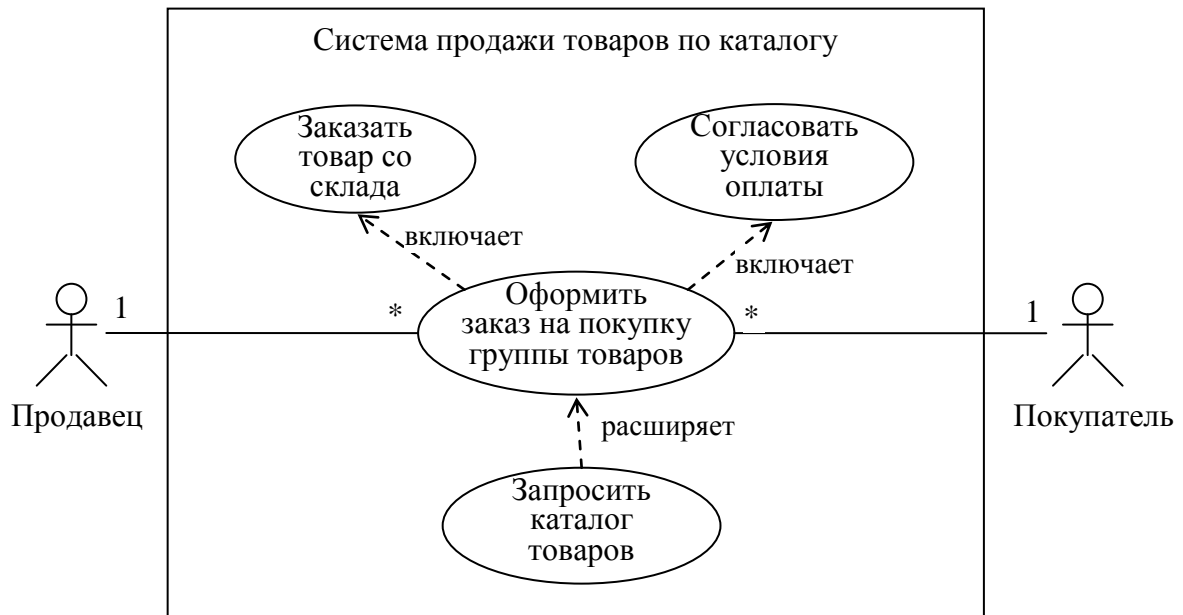 Система продажи товаров по каталогу
Заказать
товар со
склада
Согласовать
условия
оплаты
включает
включает
1
*
Оформить
заказ на покупку
группы товаров
*
1
Продавец
Покупатель
расширяет
Запросить
каталог
товаров